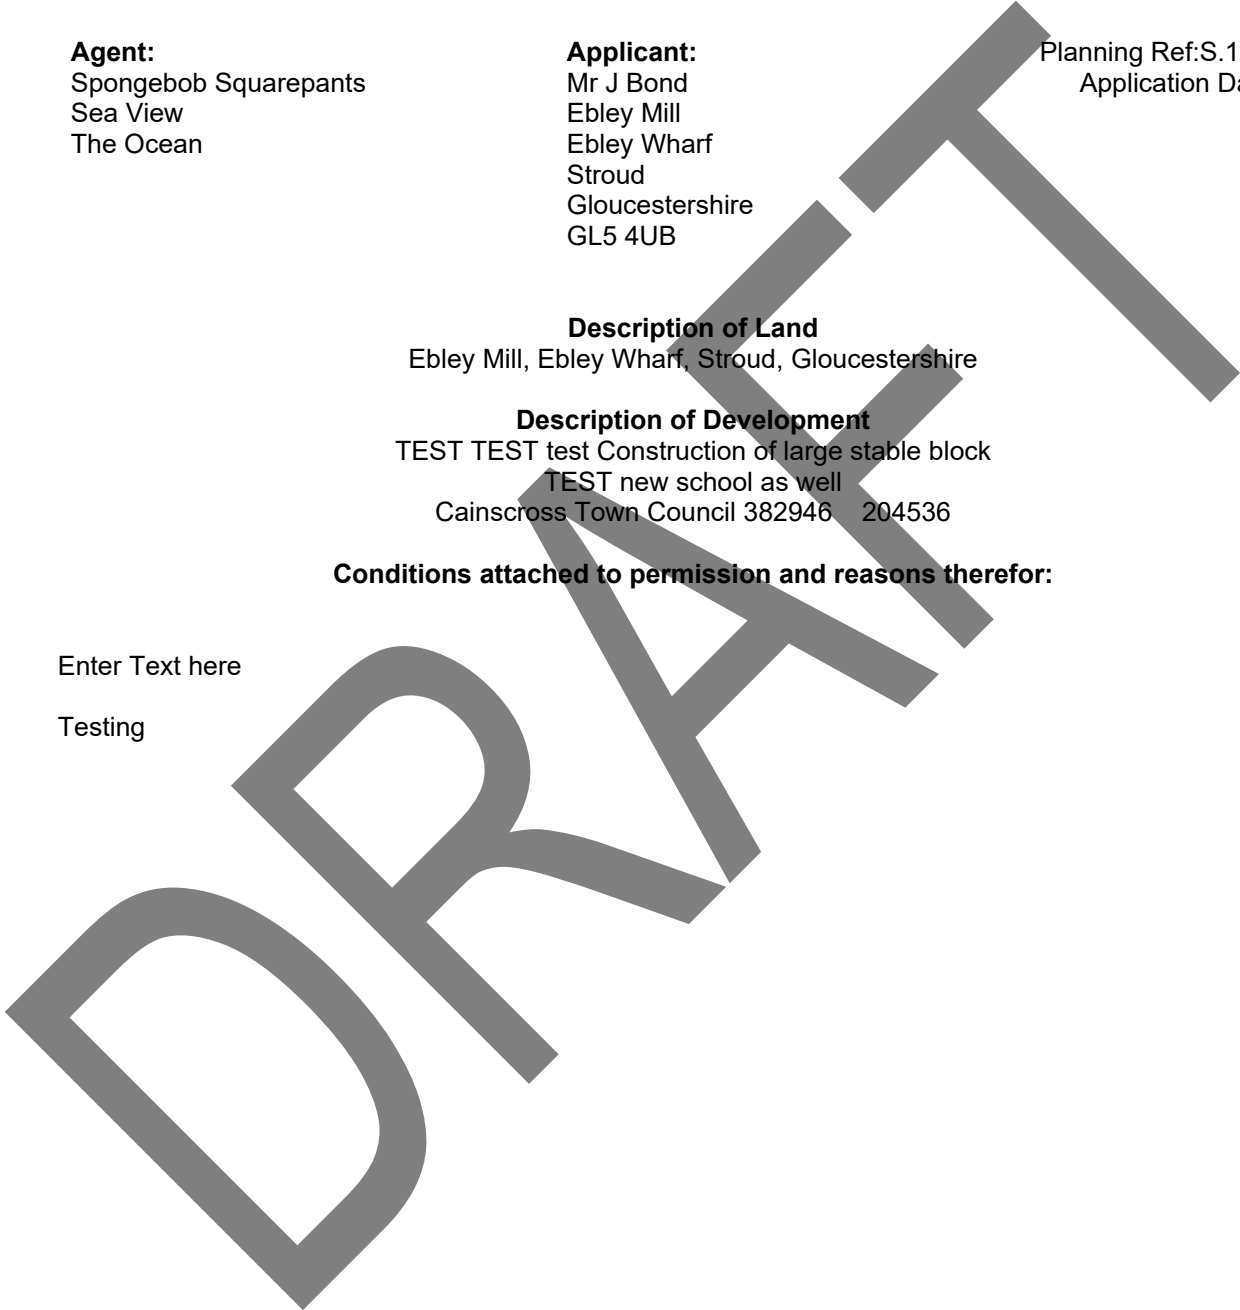 Agent:
Spongebob Squarepants
Sea View
The Ocean
Applicant:
Mr J Bond
Ebley Mill
Ebley Wharf
Stroud
Gloucestershire
GL5 4UB
Planning Ref:S.1
Application Da
Description of Land
Ebley Mill, Ebley Wharf, Stroud, Gloucestershire
Description of Development
TEST TEST test Construction of large stable block
TEST new school as well
Cainscross Town Council 382946 204536
Conditions attached to permission and reasons therefor:
Enter Text here
Testing
DRAFT